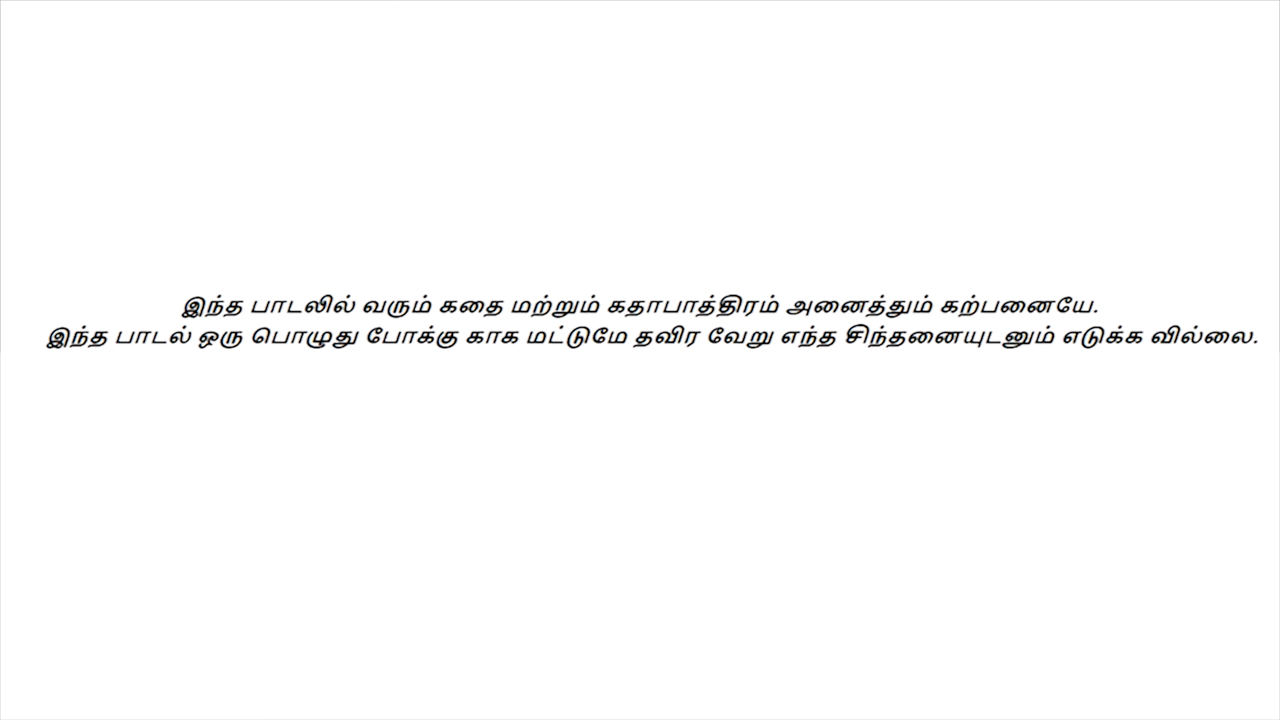 இந்த பாடலில் வரும் கதை மற்றும் கதாபாத்திரம் அனைத்தும் கற்பனையே.
இந்த பாடல் ஒரு பொழுது போக்கு காக மட்டுமே தவிர வேறு எந்த சிந்தனையுடனும் எடுக்க வில்லை.